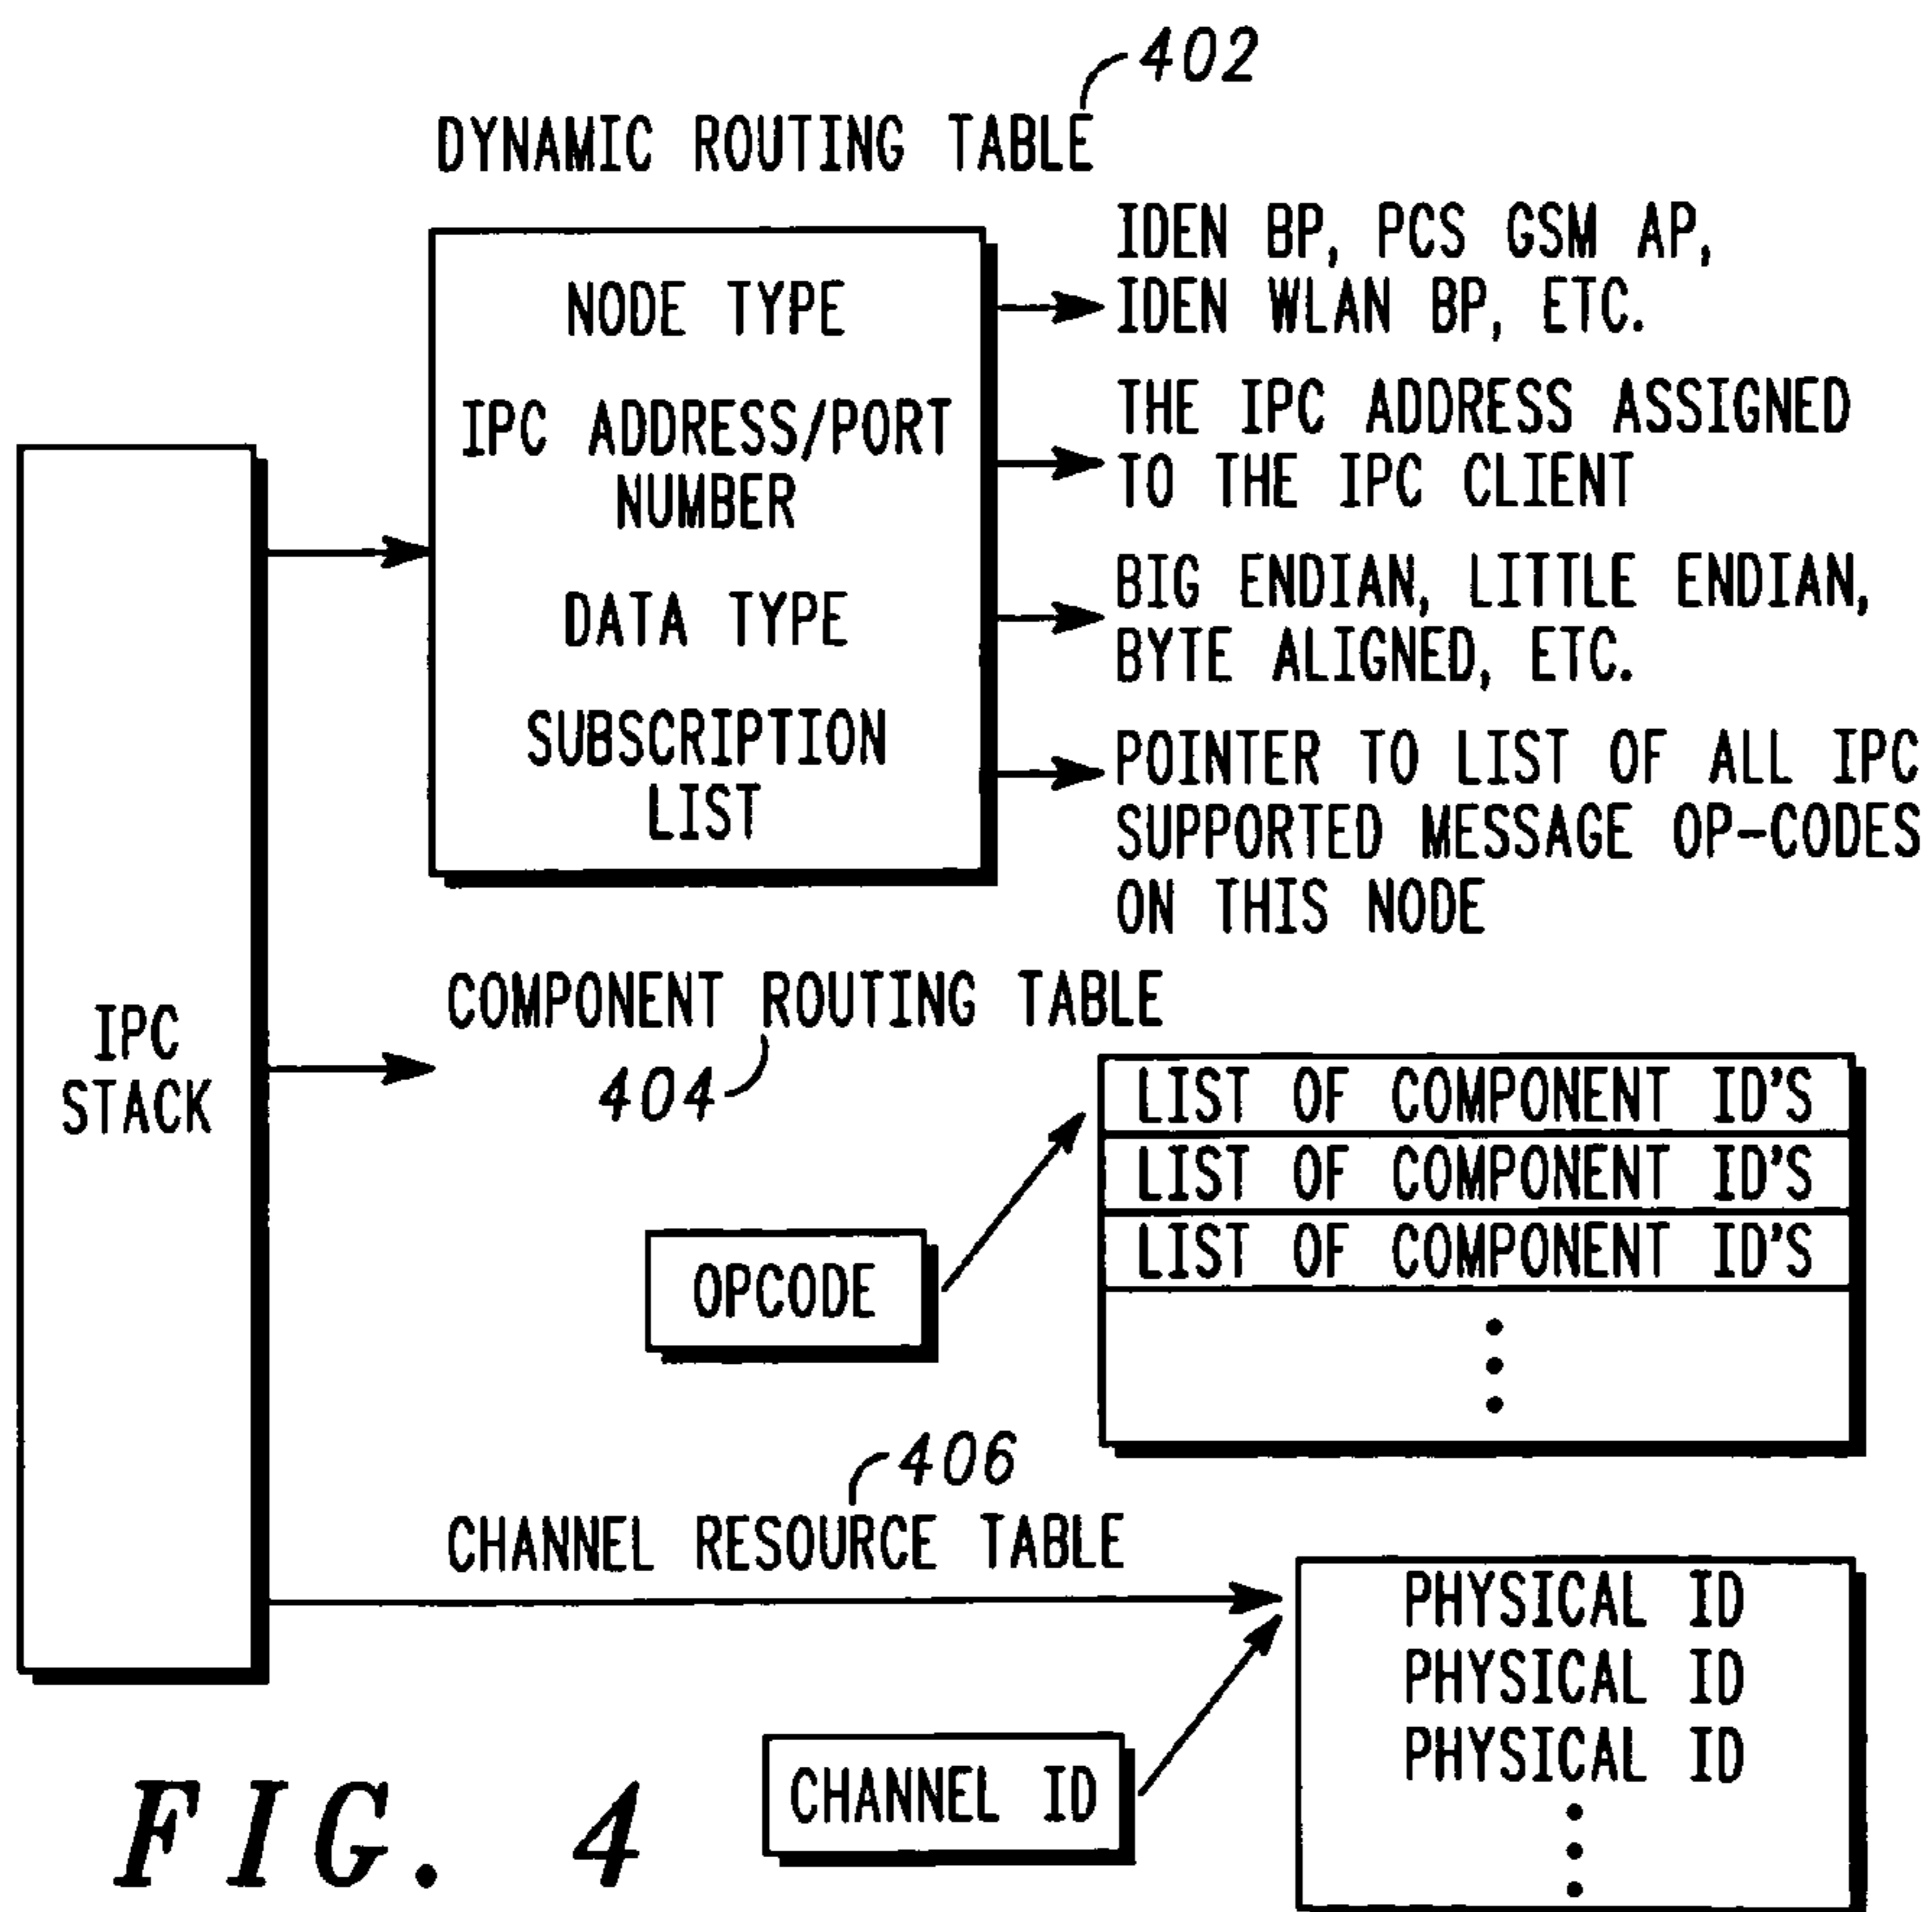 402
DYNAMIC ROUTING TABLE
NODE TYPE
IPC ADDRESS/PORT
NUMBER
DATA TYPE
SUBSCRIPTION
LIST
IDEN BP, PCS GSM AP,
IDEN WLAN BP, ETC.
THE IPC ADDRESS ASSIGNED
TO THE IPC CLIENT
BIG ENDIAN, LITTLE ENDIAN,
BYTE ALIGNED, ETC.
POINTER TO LIST OF ALL IPC
SUPPORTED MESSAGE OP-CODES
ON THIS NODE
IPC
STACK
COMPONENT ROUTING TABLE
404
LIST OF COMPONENT ID'S
LIST OF COMPONENT ID'S
LIST OF COMPONENT ID'S
OPCODE
406
CHANNEL RESOURCE TABLE
PHYSICAL ID
PHYSICAL ID
PHYSICAL ID
CHANNEL ID
FIG. 4